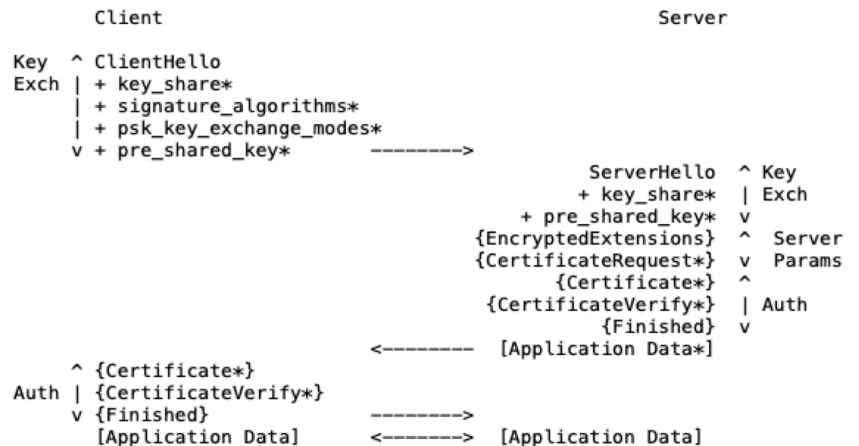 Client                                           Server

Key  ^ ClientHello
Exch | + key_share*
     | + signature_algorithms*
     | + psk_key_exchange_modes*
     v + pre_shared_key*       -------->
                                                  ServerHello  ^ Key
                                                 + key_share*  | Exch
                                            + pre_shared_key*  v
                                        {EncryptedExtensions}  ^  Server
                                        {CertificateRequest*}  v  Params
                                               {Certificate*}  ^
                                         {CertificateVerify*}  | Auth
                                                   {Finished}  v
                               <--------  [Application Data*]
     ^ {Certificate*}
Auth | {CertificateVerify*}
     v {Finished}              -------->
       [Application Data]      <------->  [Application Data]